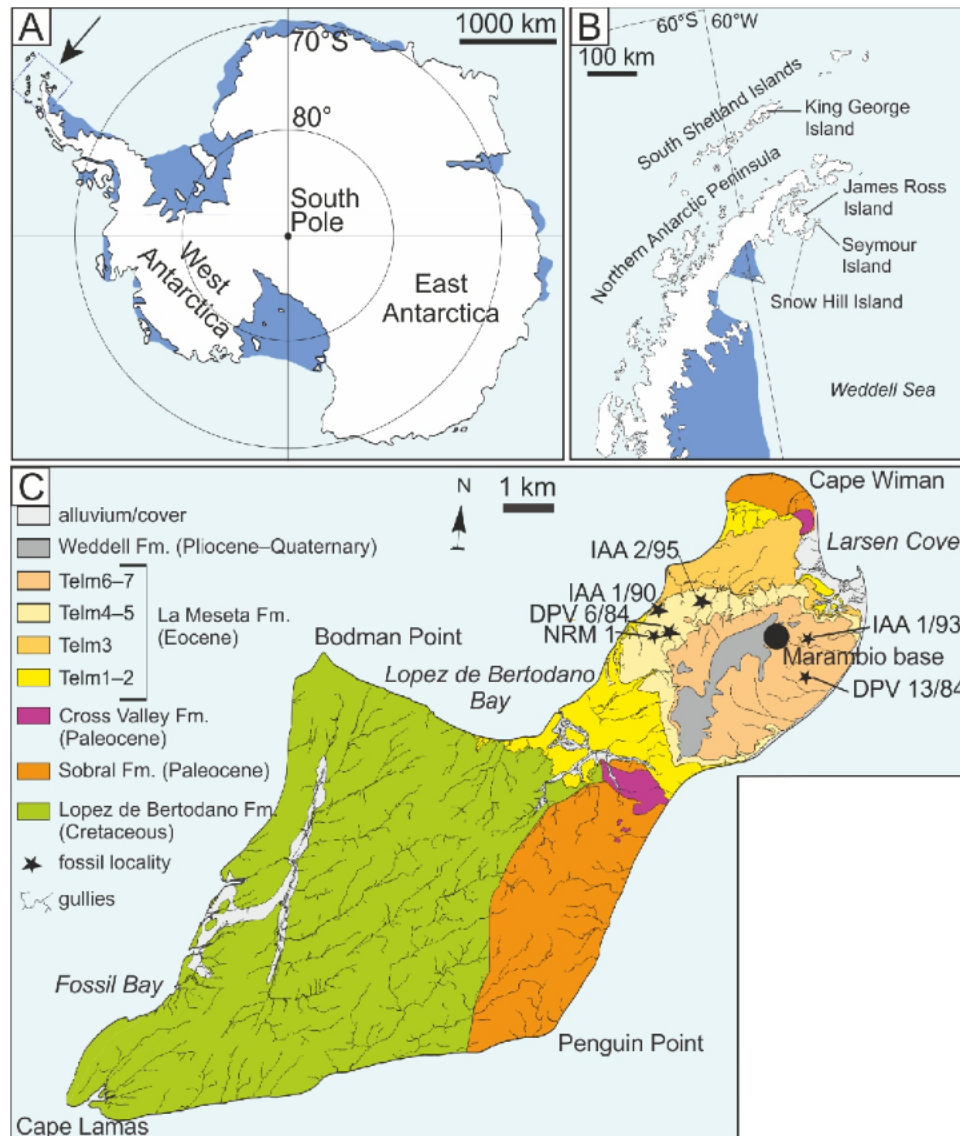 A
1000 km
70°S
80°
South
Pole
West
Antarctica
East
Antarctica
B
60°S
60°W
100 km
South Shetland Islands
King George
Island
Northern Antarctic Peninsula
James Ross
Island
Seymour
Island
Snow Hill Island
Weddell Sea
C
N
1 km
Cape Wiman
Larsen Cove
alluvium/cover
Weddell Fm. (Pliocene–Quaternary)
Telm6–7
Telm4–5
La Meseta Fm.
(Eocene)
Telm3
Telm1–2
Cross Valley Fm.
(Paleocene)
Sobral Fm. (Paleocene)
Lopez de Bertodano Fm.
(Cretaceous)
fossil locality
gullies
IAA 2/95
IAA 1/90
DPV 6/84
NRM 1
IAA 1/93
Marambio base
DPV 13/84
Bodman Point
Lopez de Bertodano
Bay
Fossil Bay
Penguin Point
Cape Lamas